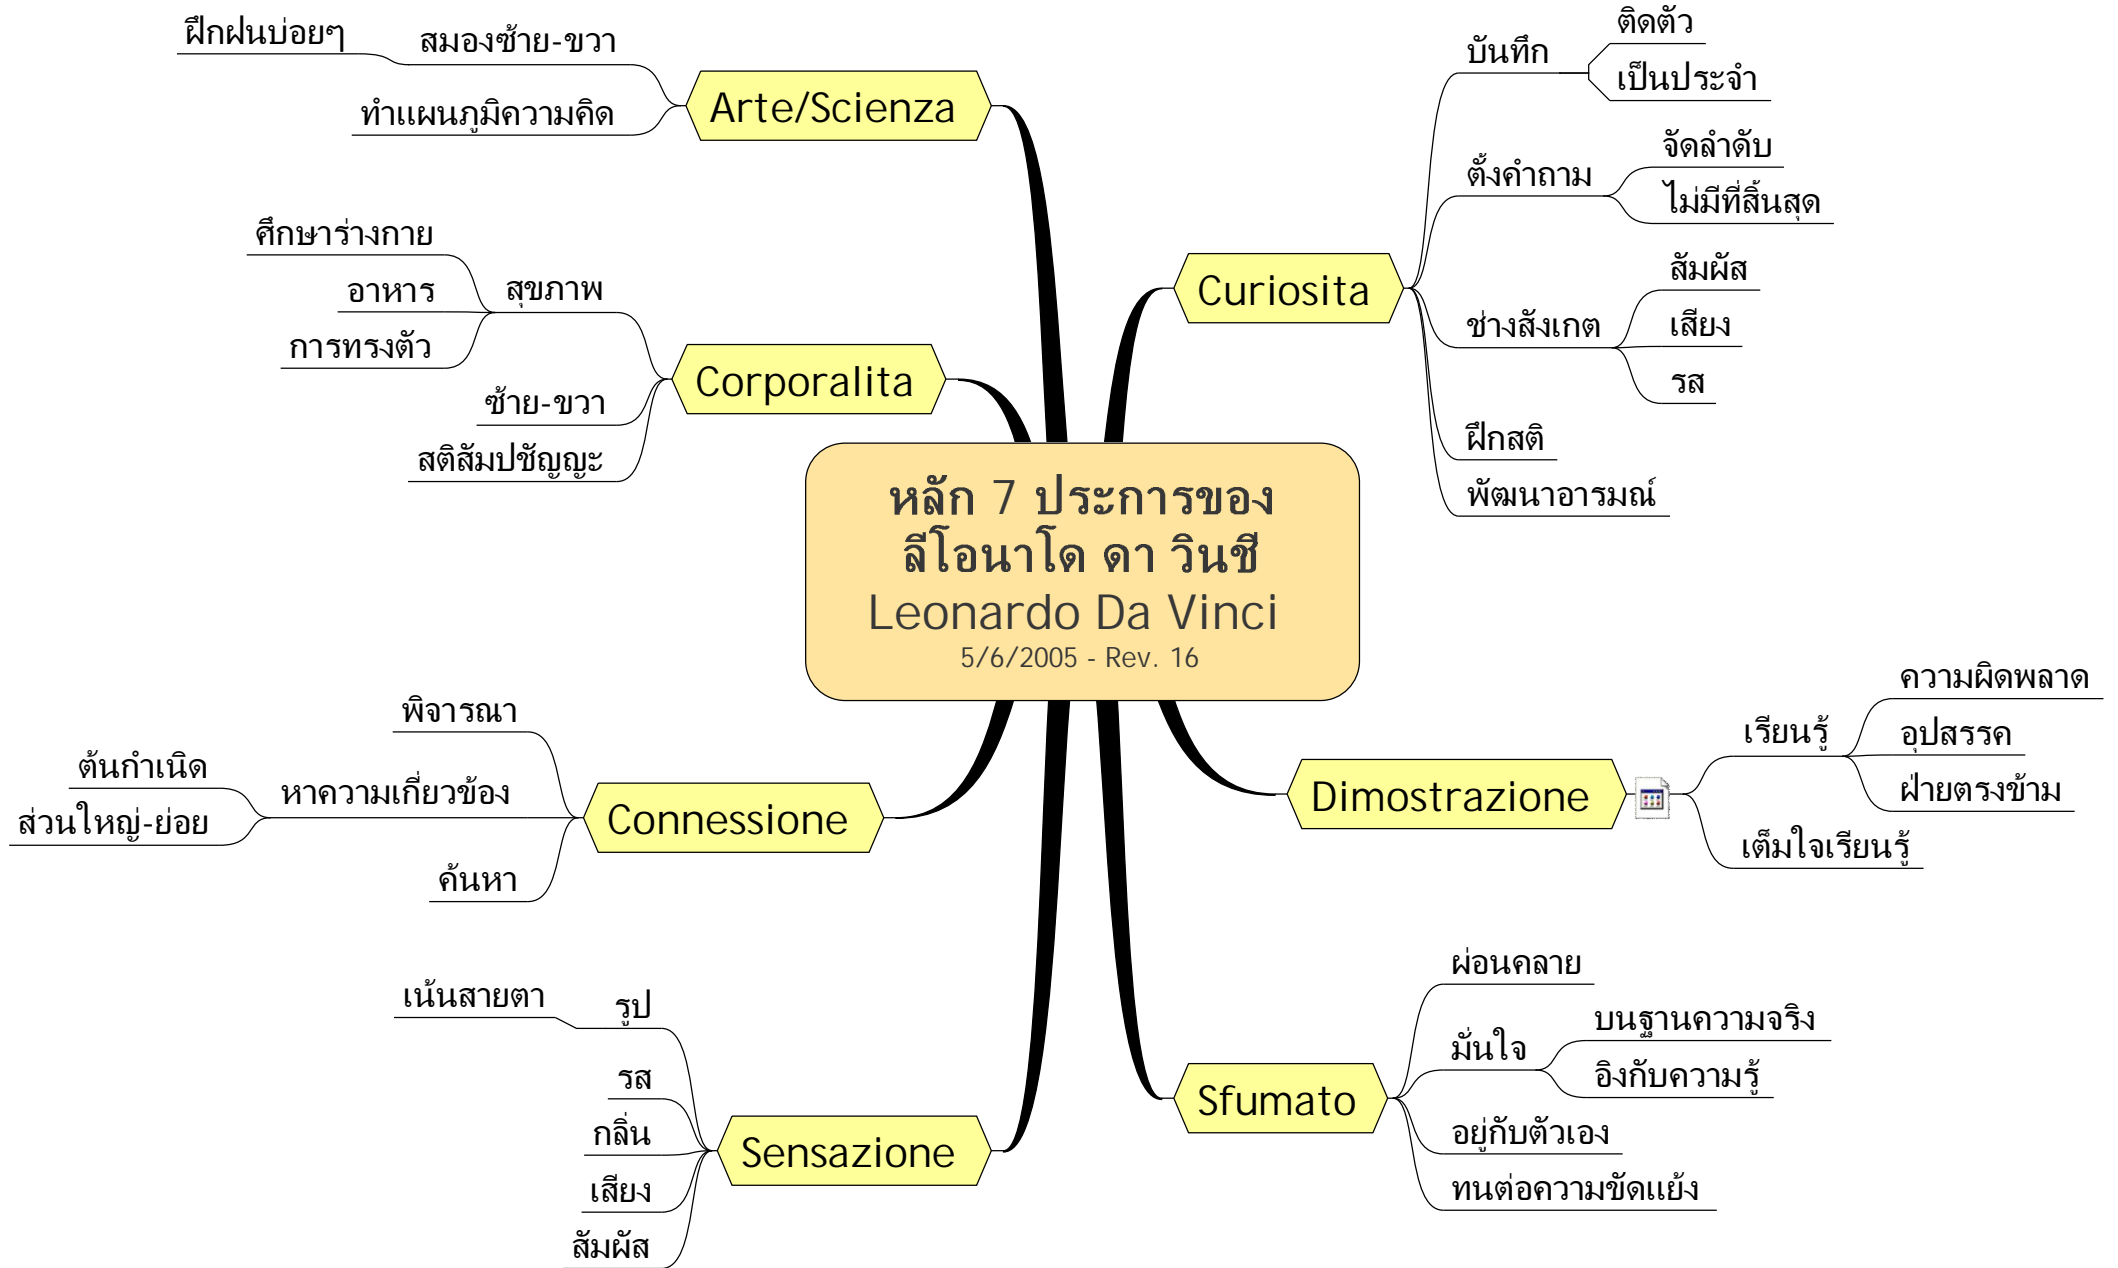 หลัก 7 ประการของ
ลีโอนาโด ดา วินชี
Leonardo Da Vinci
5/6/2005 - Rev. 16
Curiosita
บันทึก
ติดตัว
เป็นประจำ
ตั้งคำถาม
จัดลำดับ
ไม่มีที่สิ้นสุด
ช่างสังเกต
สัมผัส
เสียง
รส
ฝึกสติ
พัฒนาอารมณ์
Dimostrazione
เรียนรู้
ความผิดพลาด
อุปสรรค
ฝ่ายตรงข้าม
เต็มใจเรียนรู้
Sfumato
ผ่อนคลาย
มั่นใจ
บนฐานความจริง
อิงกับความรู้
อยู่กับตัวเอง
ทนต่อความขัดแย้ง
Sensazione
รูป
เน้นสายตา
รส
กลิ่น
เสียง
สัมผัส
Connessione
พิจารณา
หาความเกี่ยวข้อง
ต้นกำเนิด
ส่วนใหญ่-ย่อย
ค้นหา
Corporalita
สุขภาพ
ศึกษาร่างกาย
อาหาร
การทรงตัว
ซ้าย-ขวา
สติสัมปชัญญะ
Arte/Scienza
สมองซ้าย-ขวา
ฝึกฝนบ่อยๆ
ทำแผนภูมิความคิด